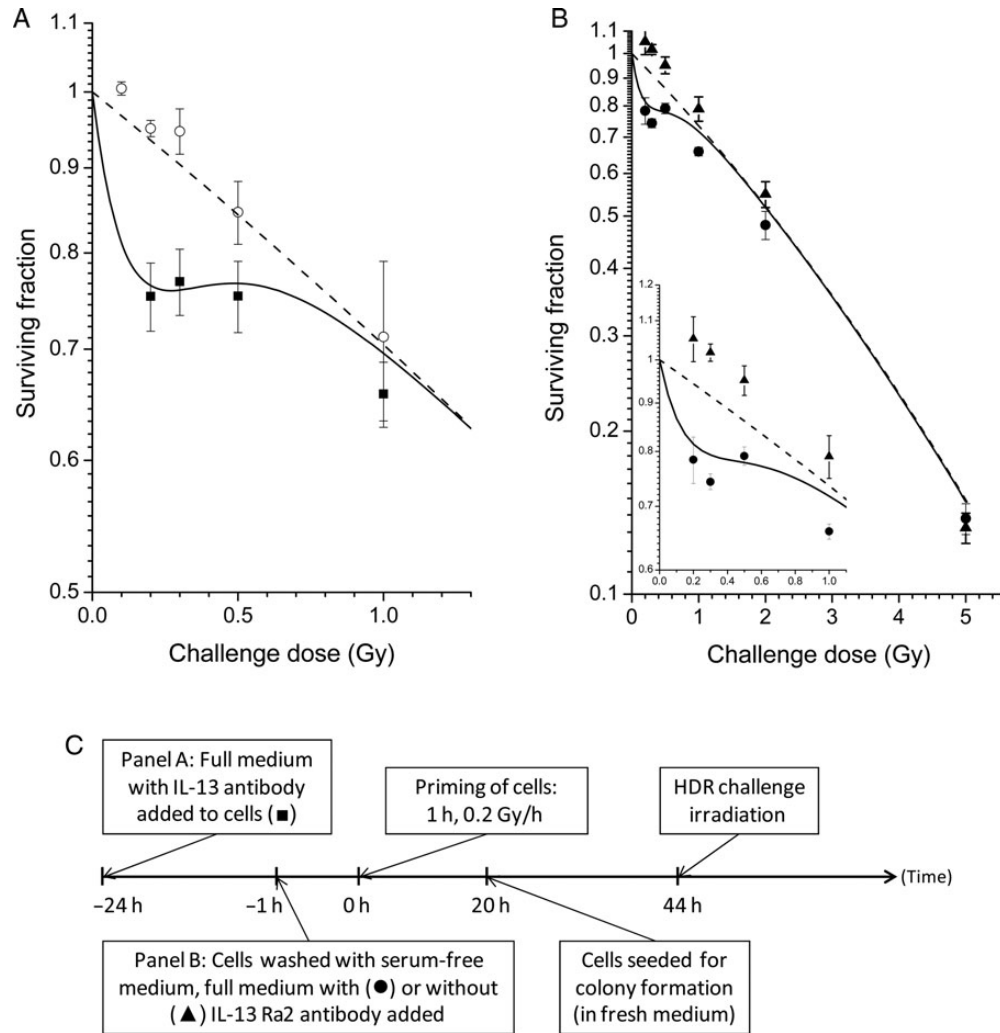 A
1.1
1
0.9
0.8
0.7
0.6
0.5
Surviving fraction
0.0
0.5
1.0
Challenge dose (Gy)
B
1.1
1
0.9
0.8
0.7
0.6
0.5
0.4
0.3
0.2
0.1
Surviving fraction
0
1
2
3
4
5
Challenge dose (Gy)
1.2
1.1
1
0.9
0.8
0.7
0.6
0.0
0.2
0.4
0.6
0.8
1.0
C
Panel A: Full medium
with IL-13 antibody
added to cells (■)
Priming of cells:
1 h, 0.2 Gy/h
HDR challenge
irradiation
(Time)
−24 h
−1 h
0 h
20 h
44 h
Panel B: Cells washed with serum-free
medium, full medium with (●) or without
(▲) IL-13 Ra2 antibody added
Cells seeded for
colony formation
(in fresh medium)